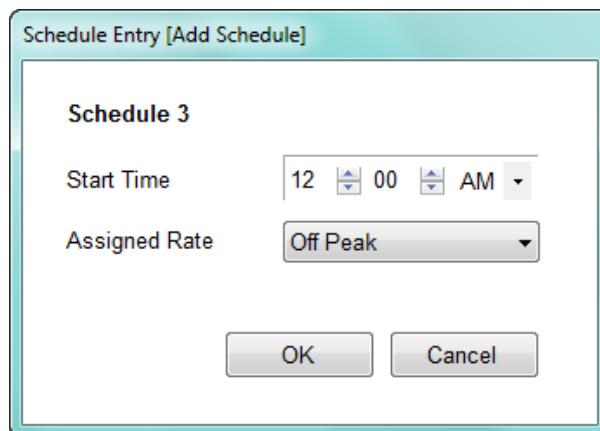 Schedule Entry [Add Schedule]
Schedule 3
Start Time 12 00 AM
Assigned Rate Off Peak
OK Cancel